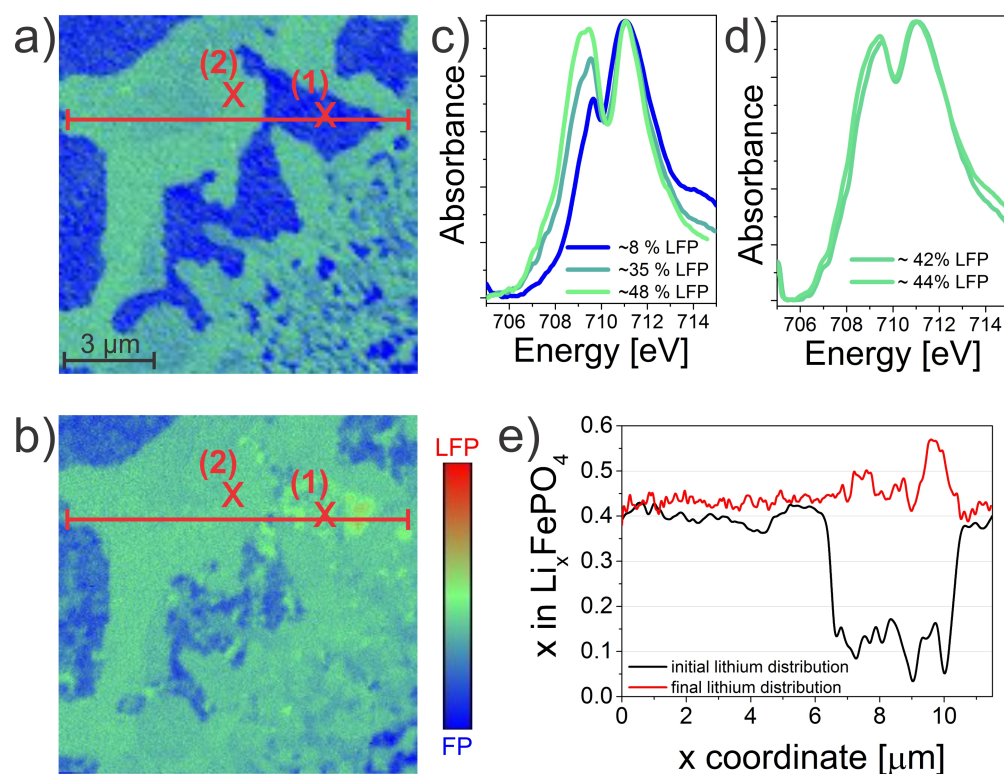 a)
(2)
(1)
X
X
3 µm
b)
(2)
(1)
X
X
LFP
FP
c)
Absorbance
~8 % LFP
~35 % LFP
~48 % LFP
706 708 710 712 714
Energy [eV]
d)
Absorbance
~ 42% LFP
~ 44% LFP
706 708 710 712 714
Energy [eV]
e)
x in LixFePO4
0.6
0.5
0.4
0.3
0.2
0.1
0.0
initial lithium distribution
final lithium distribution
0 2 4 6 8 10
x coordinate [µm]